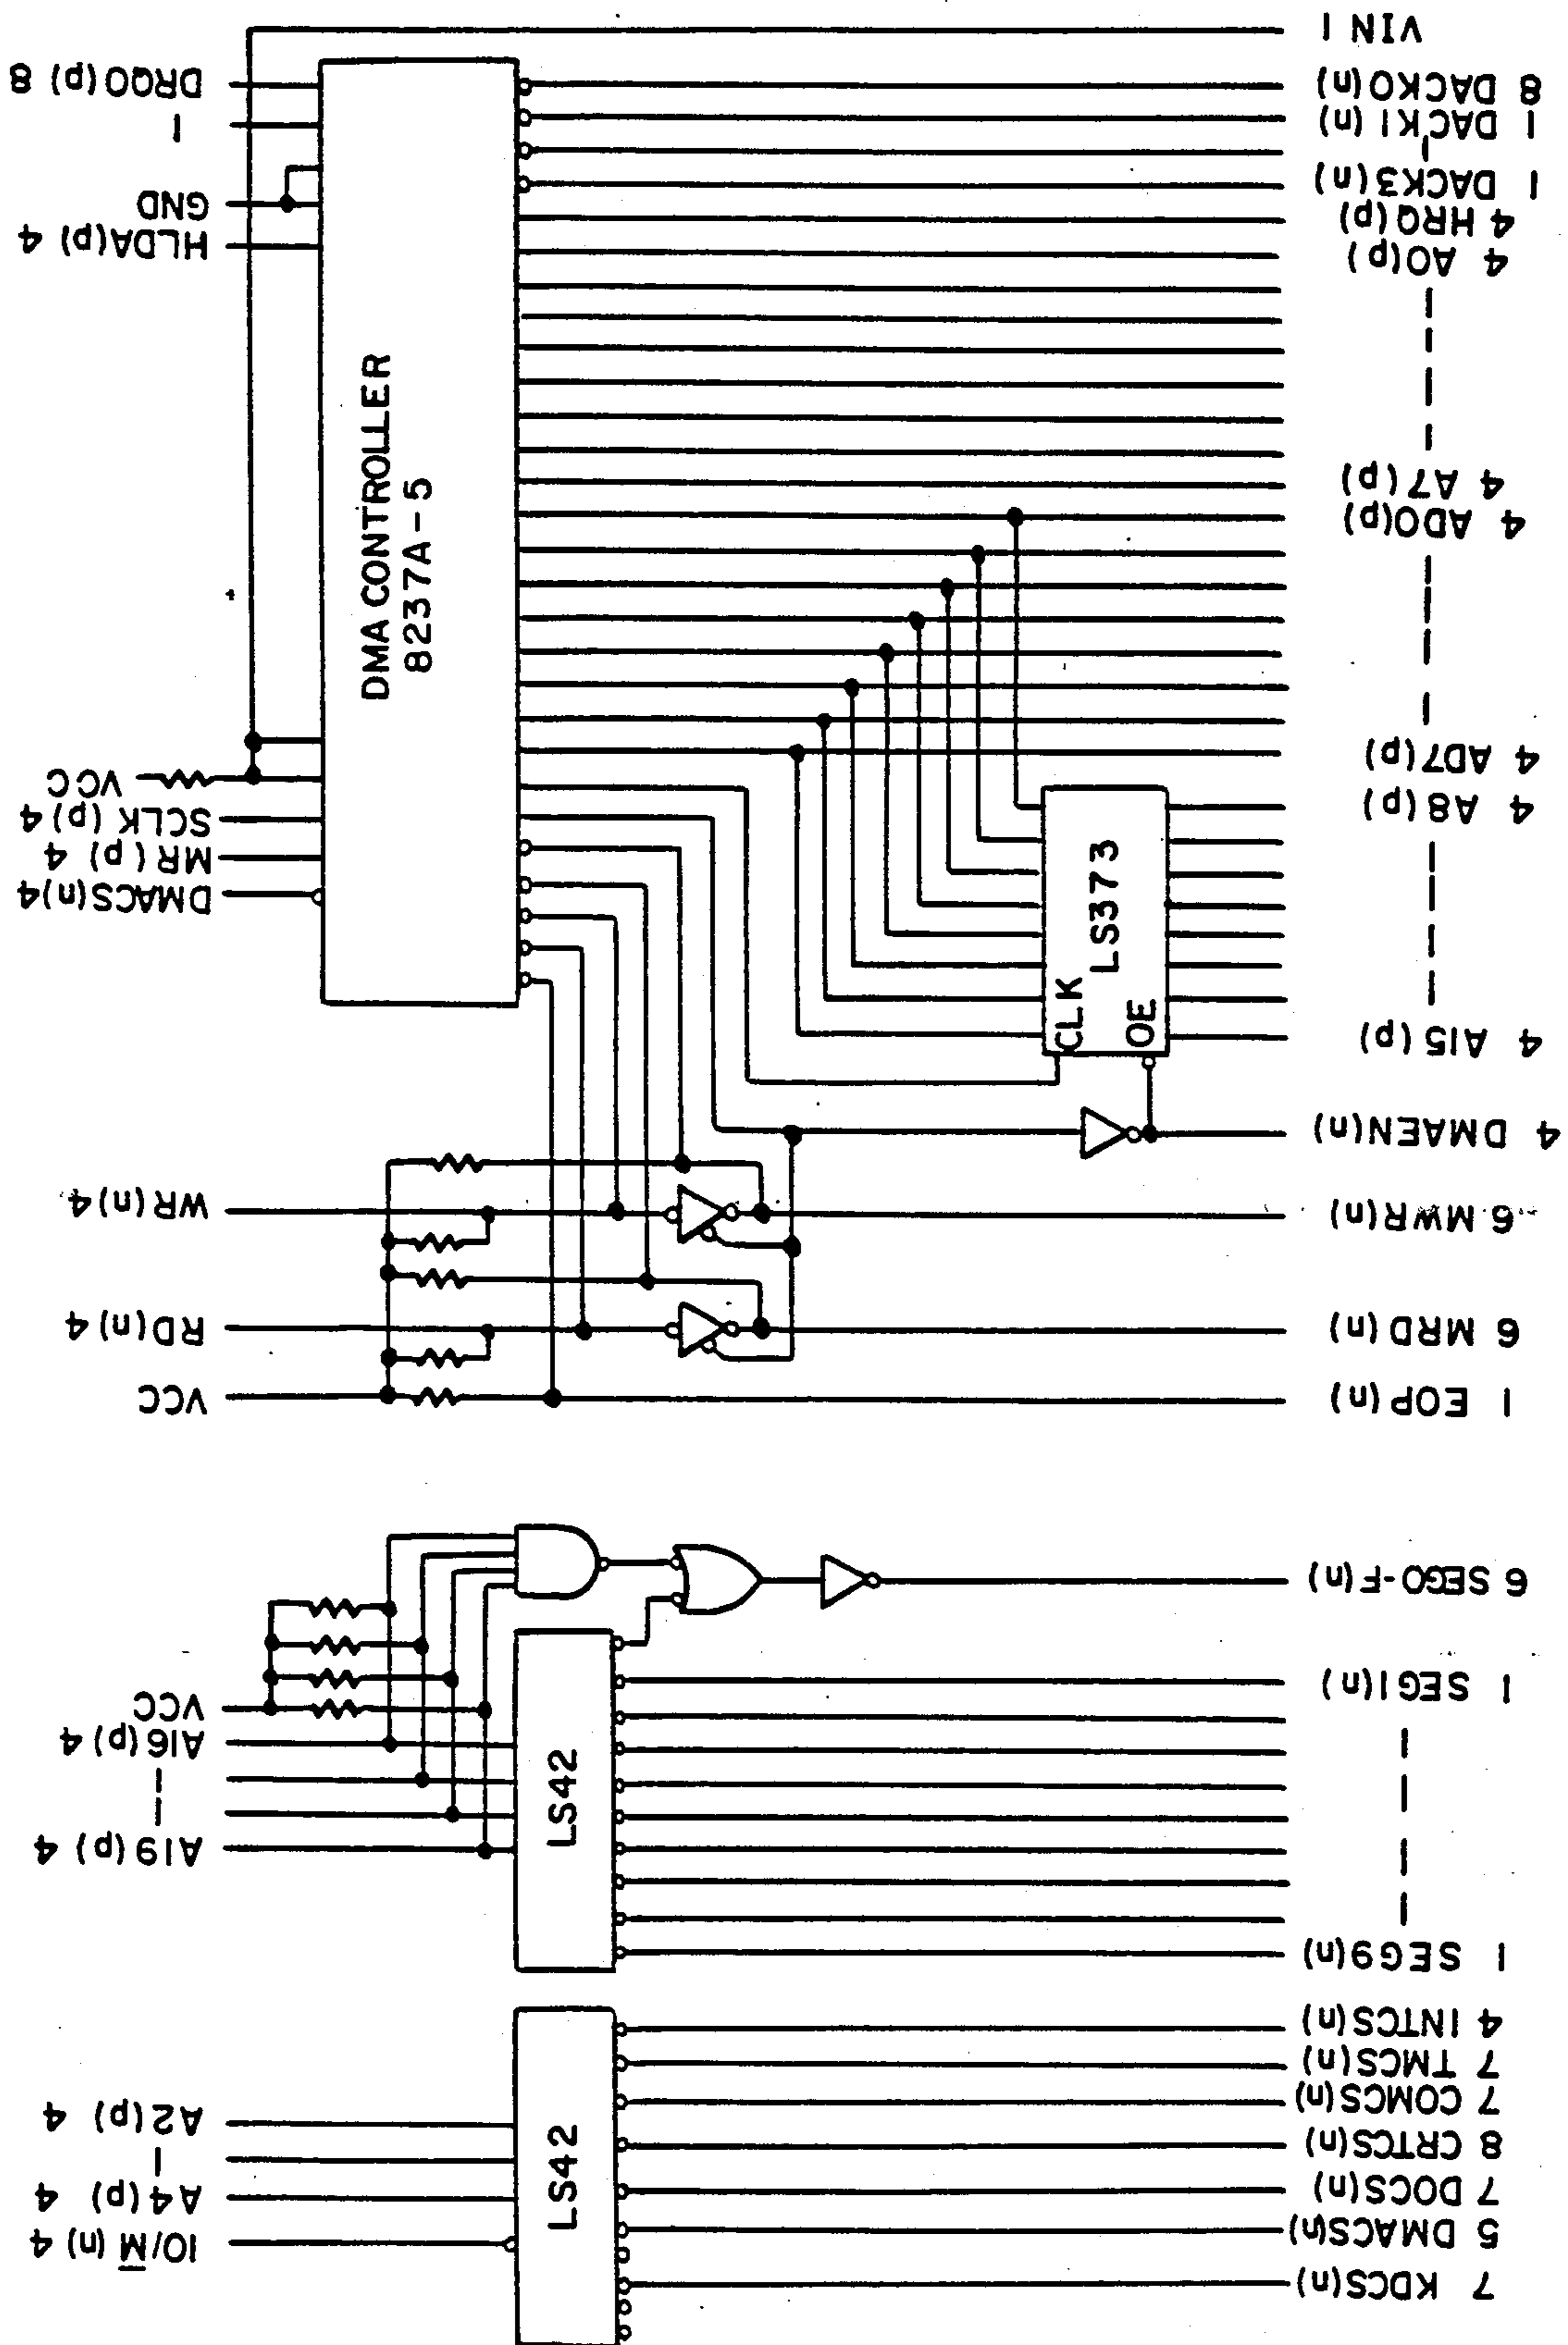 VIN 1
DRQ0(p) 8
8 DACK0(n)
1
1 DACK1(n)
GND
1 DACK3(n)
HLDA(p) 4
4 HRQ(p)
4 A0(p)
DMA CONTROLLER
8237A-5
4 A7(p)
4 AD0(p)
4 AD7(p)
VCC
SCLK(p)4
4 A8(p)
MR(p) 4
DMACS(n)4
LS373
CLK
OE
4 A15(p)
4 DMAEN(n)
WR(n)4
6 MWR(n)
RD(n)4
6 MRD(n)
VCC
1 EOP(n)
6 SEG0-F(n)
1 SEG1(n)
VCC
A16(p)4
LS42
A19(p) 4
1 SEG9(n)
4 INTCS(n)
7 TMCS(n)
7 COMCS(n)
A2(p) 4
8 CRTCS(n)
LS42
A4(p) 4
7 DOCS(n)
IO/M̅(n)4
5 DMACS(n)
7 KDCS(n)